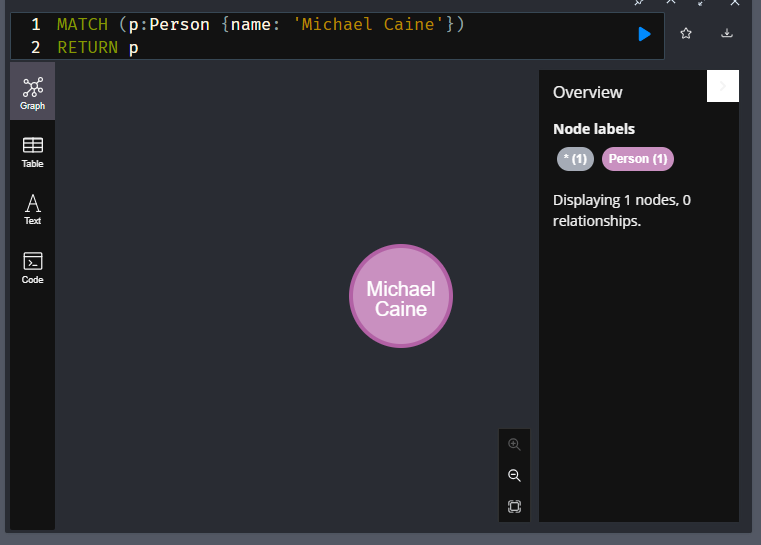 1 MATCH (p:Person {name: 'Michael Caine'})
2 RETURN p
Graph
Table
Text
Code
Michael
Caine
Overview
Node labels
* (1) Person (1)
Displaying 1 nodes, 0
relationships.